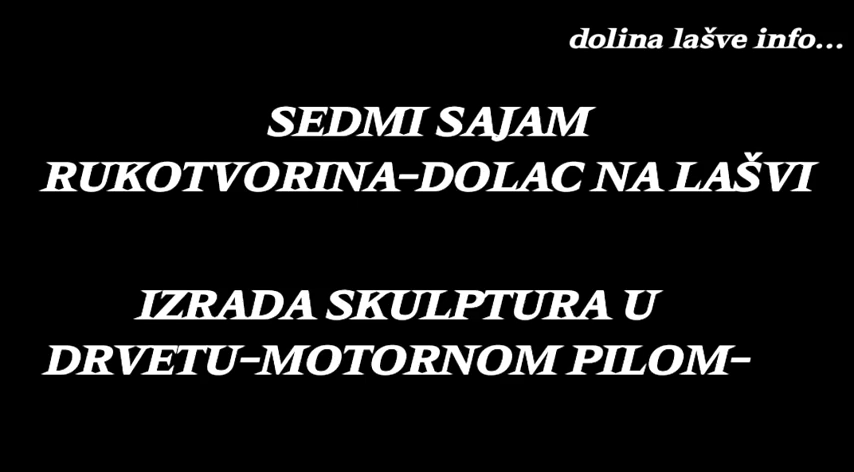 dolina lašve info...
SEDMI SAJAM
RUKOTVORINA-DOLAC NA LAŠVI
IZRADA SKULPTURA U
DRVETU-MOTORNOM PILOM-